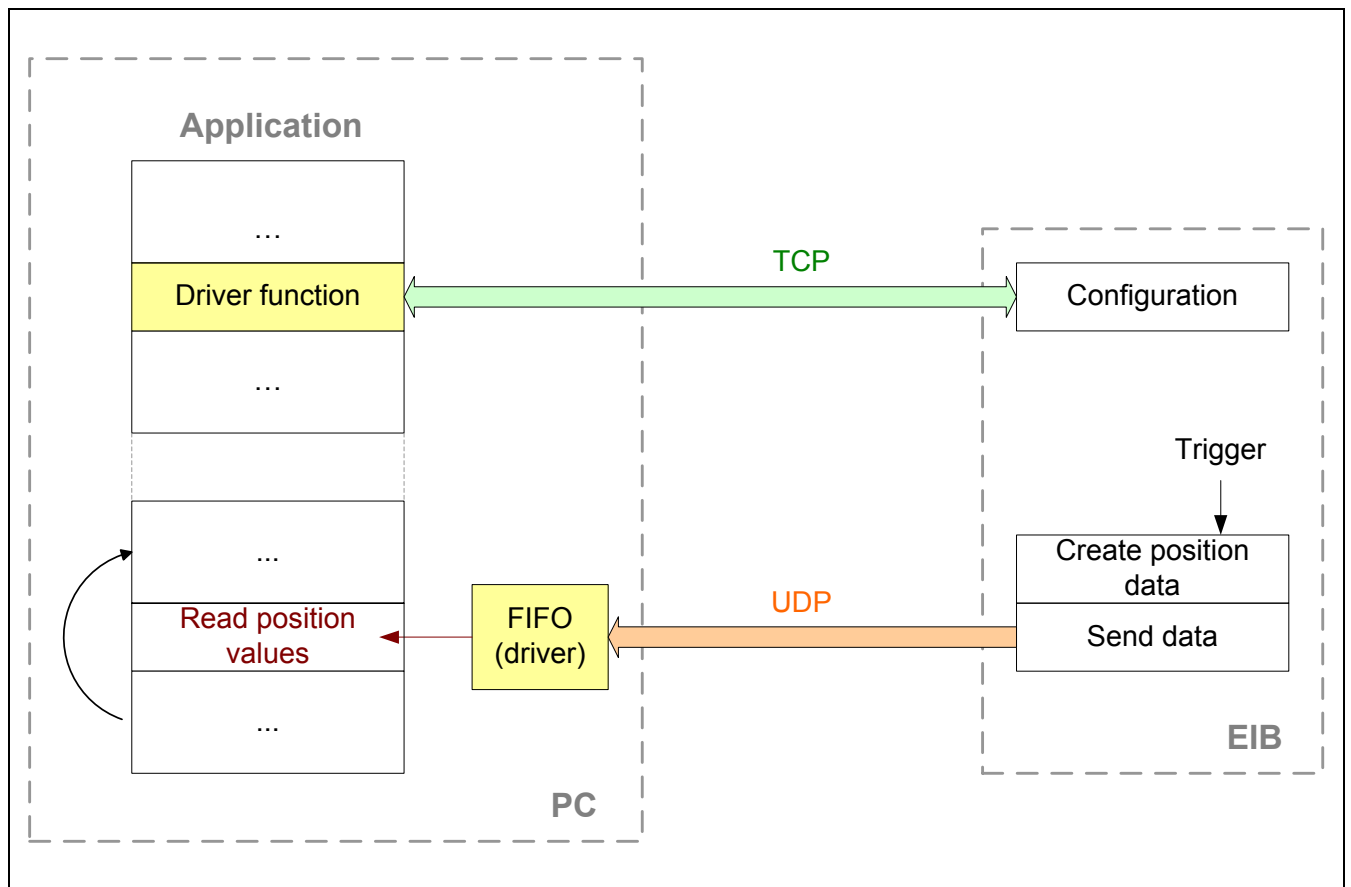 Application
...
Driver function
...
...
Read position
values
...
FIFO
(driver)
PC
TCP
UDP
Configuration
Trigger
Create position
data
Send data
EIB